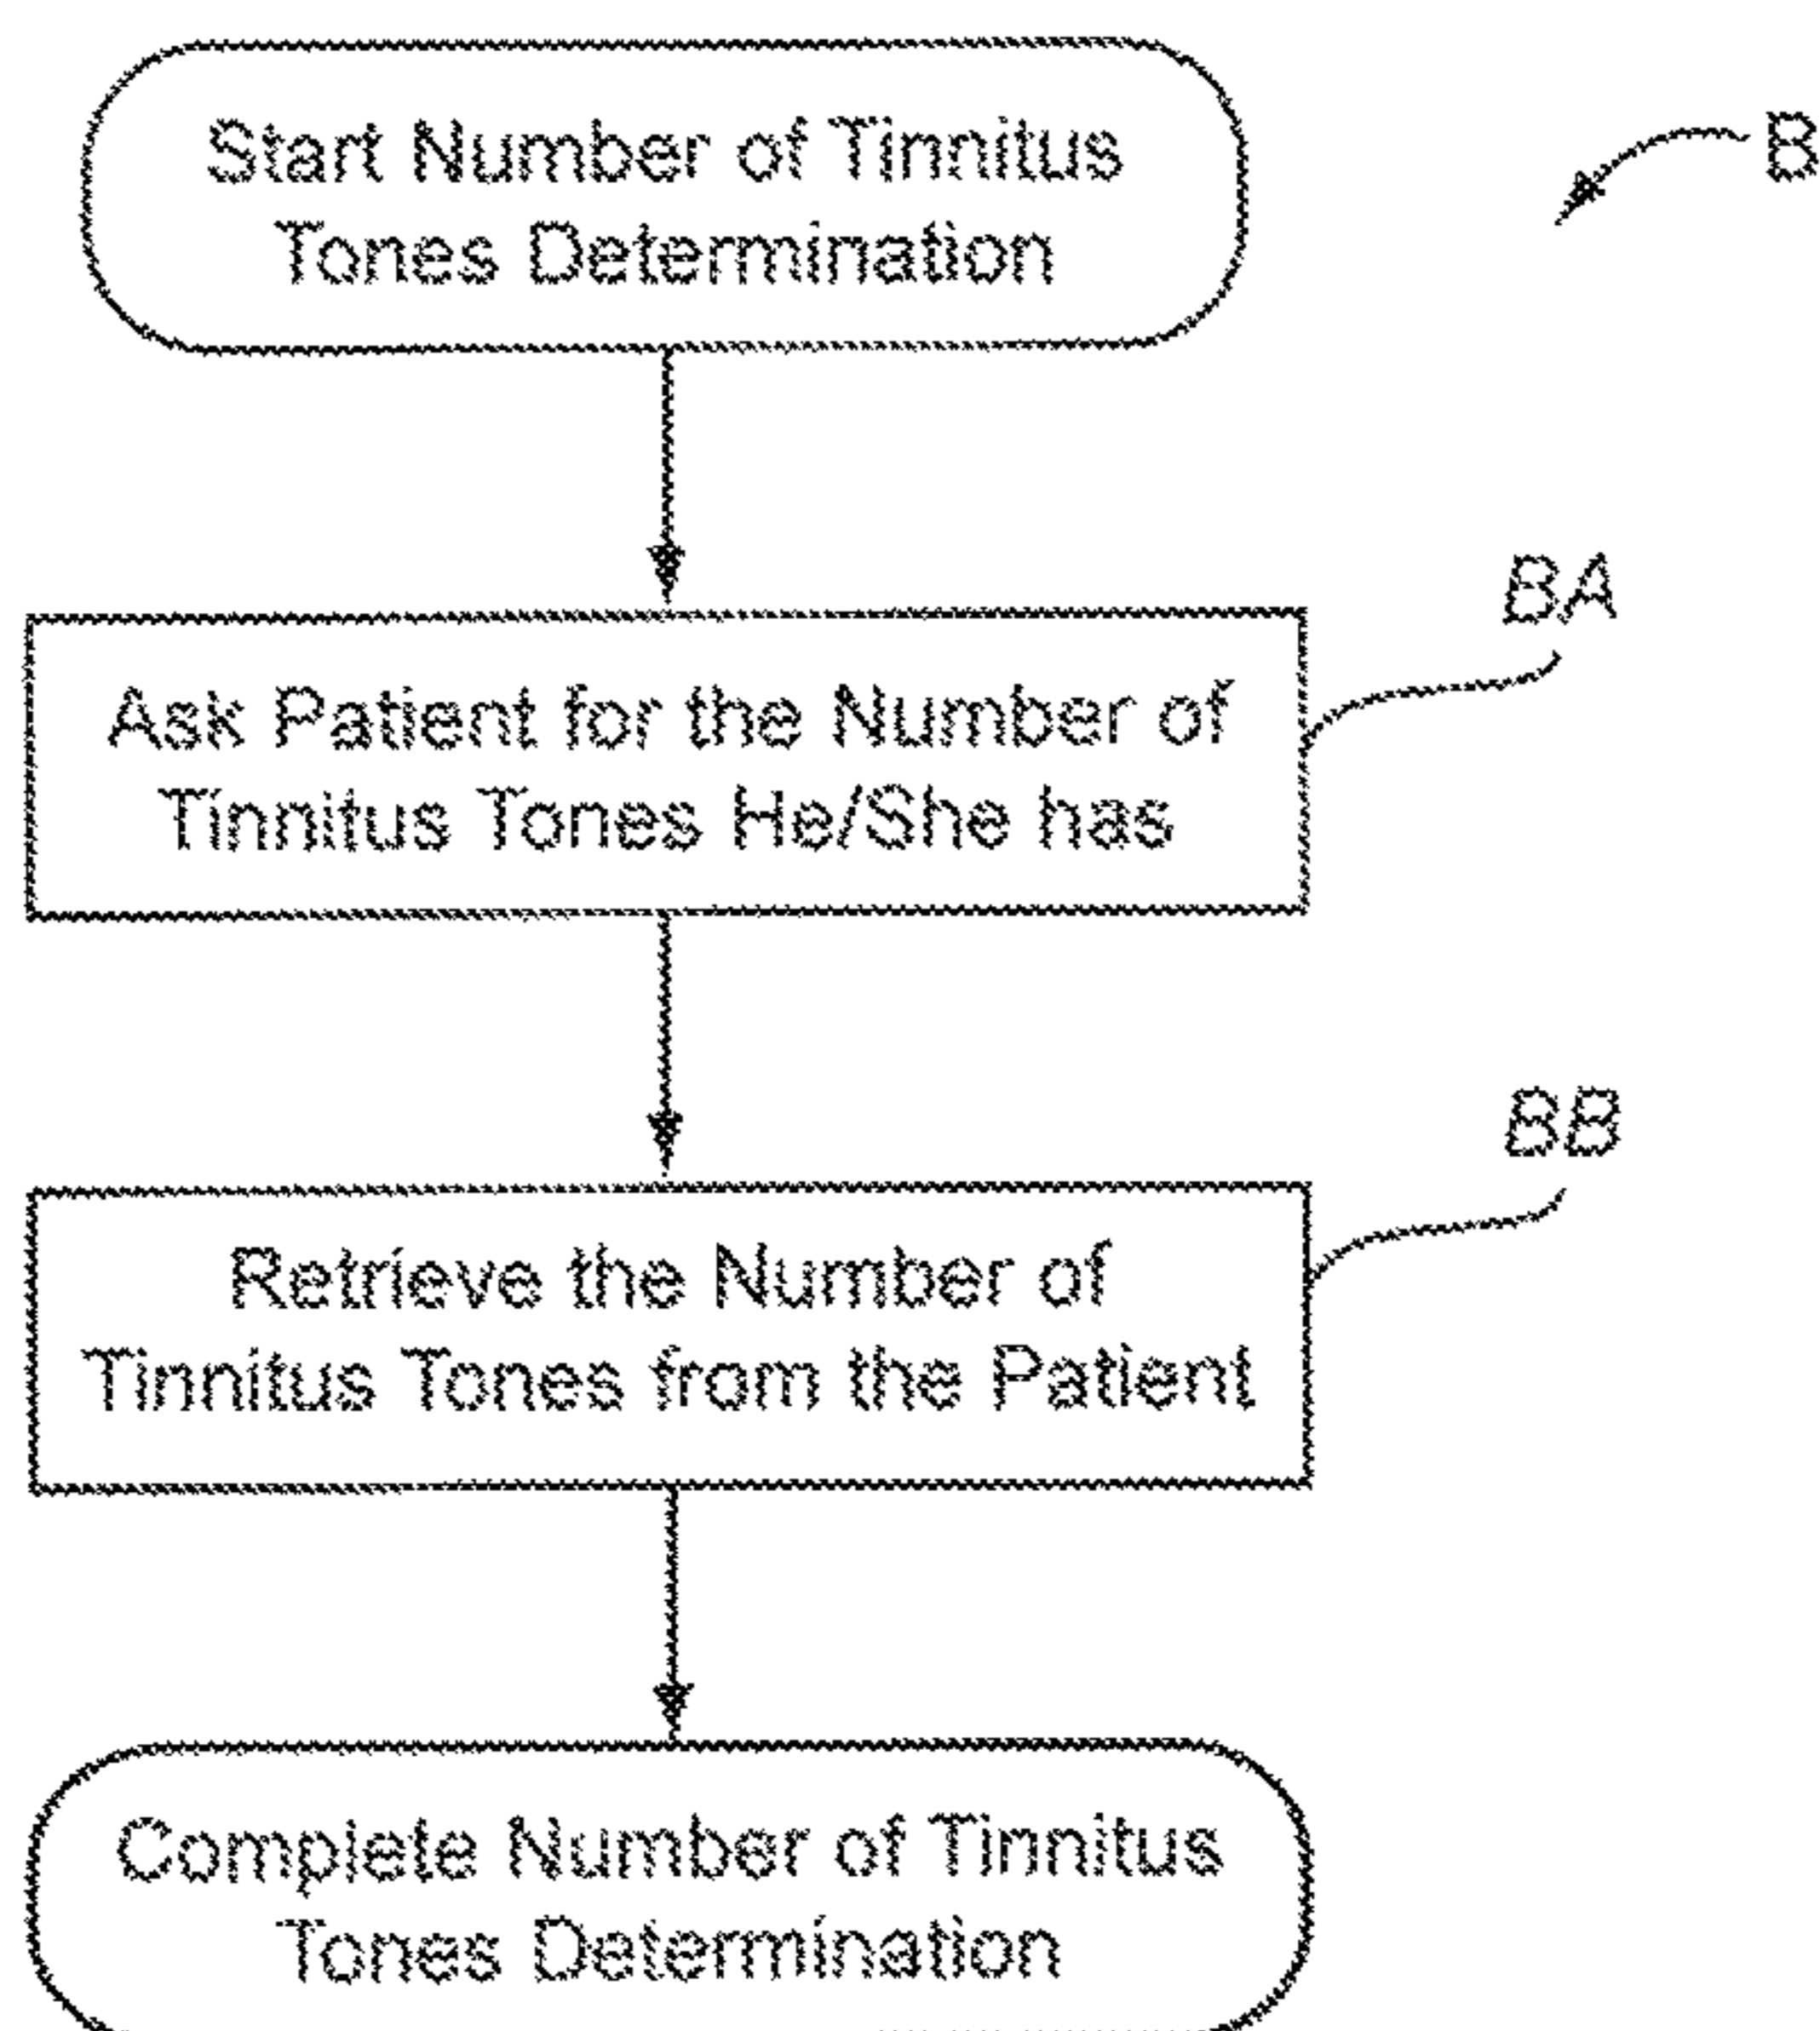 Start Number of Tinnitus
Tones Determination
B
Ask Patient for the Number of
Tinnitus Tones He/She has
BA
Retrieve the Number of
Tinnitus Tones from the Patient
BB
Complete Number of Tinnitus
Tones Determination